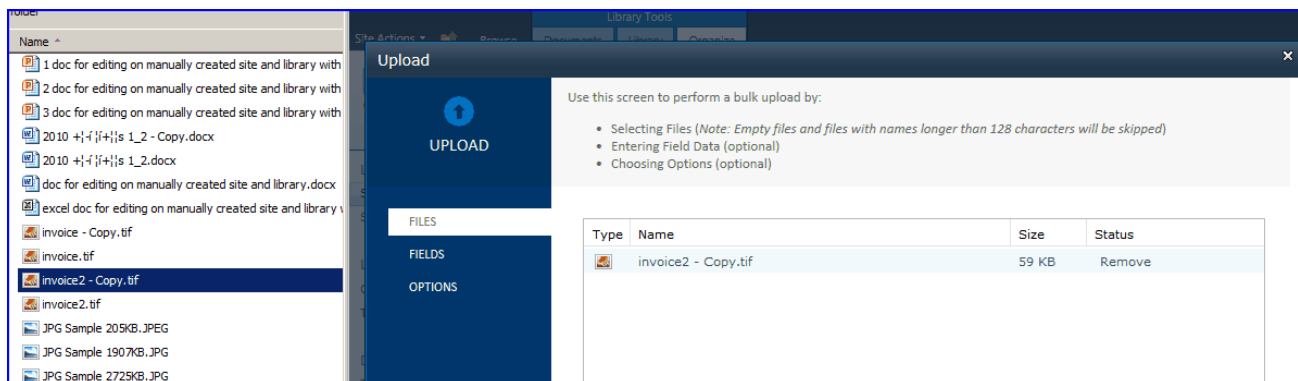 folder
Name
1 doc for editing on manually created site and library with
2 doc for editing on manually created site and library with
3 doc for editing on manually created site and library with
2010 +¦-í ¦í+¦¦s 1_2 - Copy.docx
2010 +¦-í ¦í+¦¦s 1_2.docx
doc for editing on manually created site and library.docx
excel doc for editing on manually created site and library
invoice - Copy.tif
invoice.tif
invoice2 - Copy.tif
invoice2.tif
JPG Sample 205KB.JPEG
JPG Sample 1907KB.JPG
JPG Sample 2725KB.JPG
Library Tools
Site Actions Browse Documents Library Organize
Upload
UPLOAD
FILES
FIELDS
OPTIONS
Use this screen to perform a bulk upload by:
• Selecting Files (Note: Empty files and files with names longer than 128 characters will be skipped)
• Entering Field Data (optional)
• Choosing Options (optional)
Type Name Size Status
invoice2 - Copy.tif 59 KB Remove